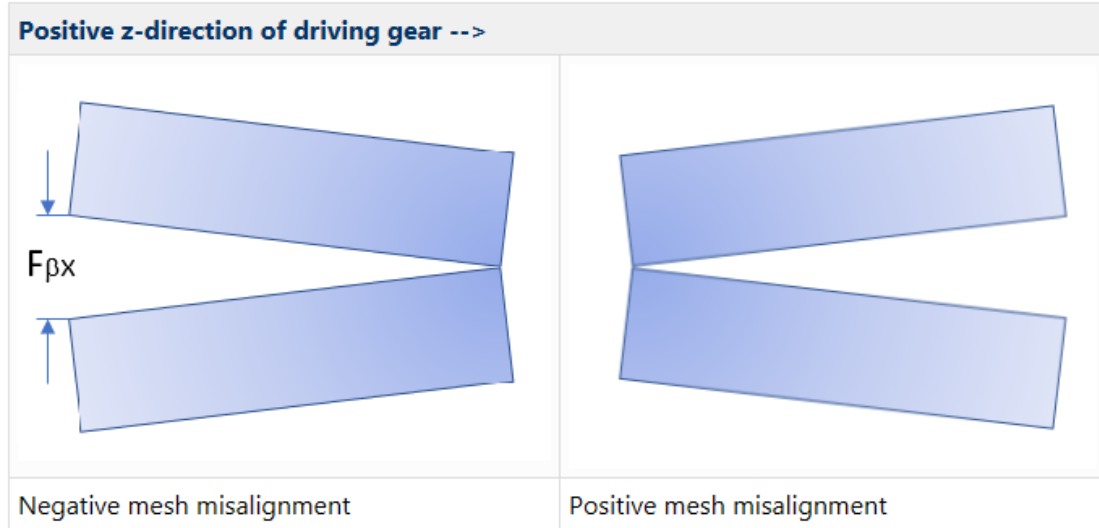 Positive z-direction of driving gear -->
Fβx
Negative mesh misalignment
Positive mesh misalignment